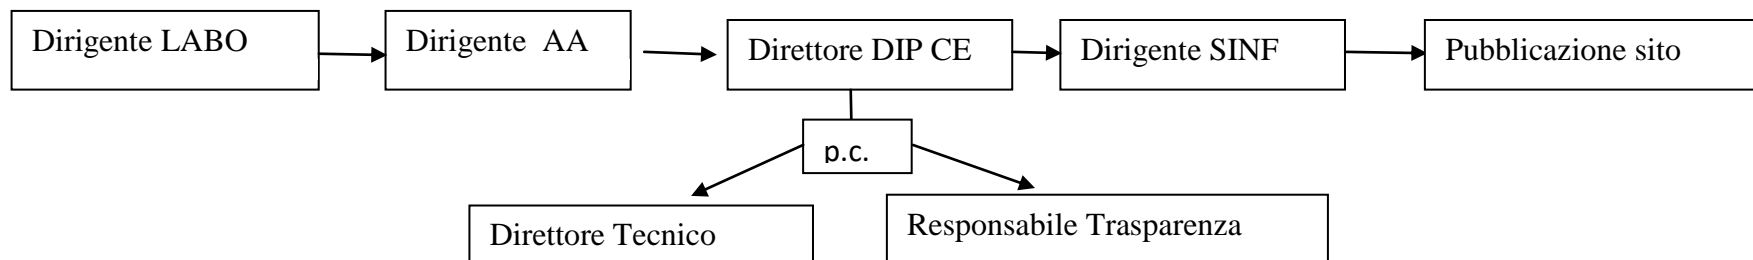 Dirigente LABO
Dirigente AA
Direttore DIP CE
Dirigente SINF
Pubblicazione sito
p.c.
Direttore Tecnico
Responsabile Trasparenza